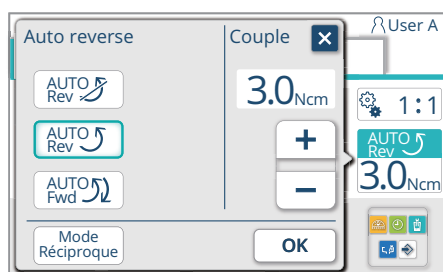 Auto reverse
Couple
User A
AUTO
Rev
3.0Ncm
1:1
AUTO
Rev
+
AUTO
Rev
3.0Ncm
AUTO
Fwd
−
Mode
Réciproque
OK